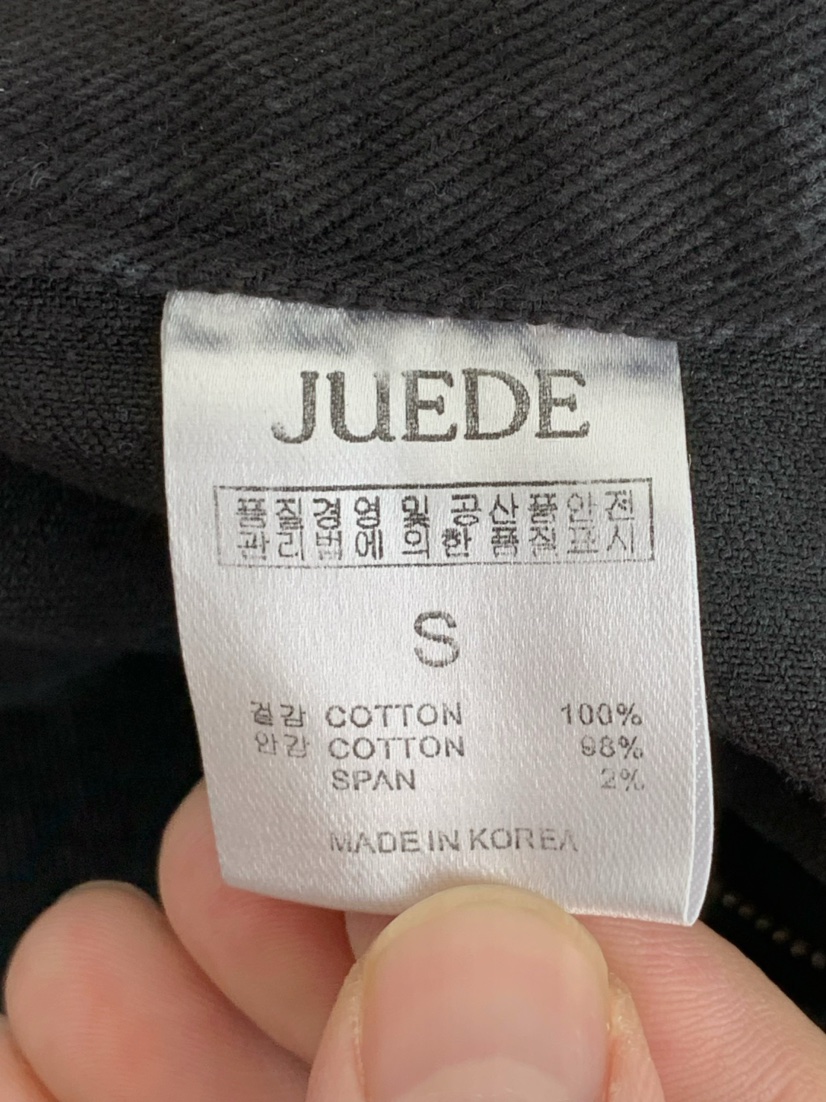 JUEDE
품질경영 및 공산품안전
관리법에 의한 품질표시
S
겉감 COTTON 100%
안감 COTTON 98%
SPAN 2%
MADE IN KOREA